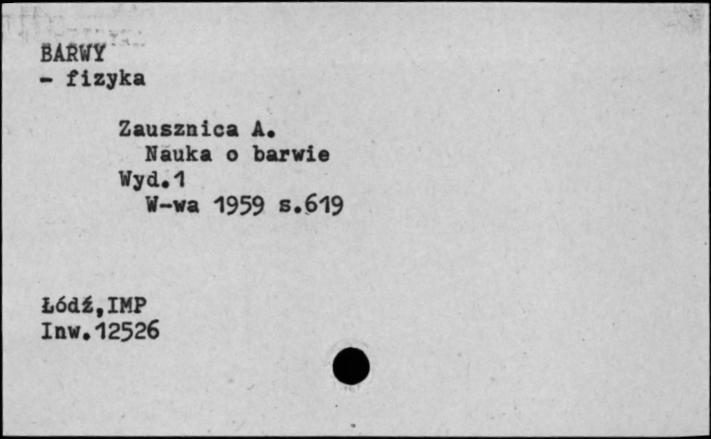 BARWY
- fizyka
Zausznica A.
Nauka o barwie
Wyd.1
W-wa 1959 s.619
Łódź,IMP
Inw.12526